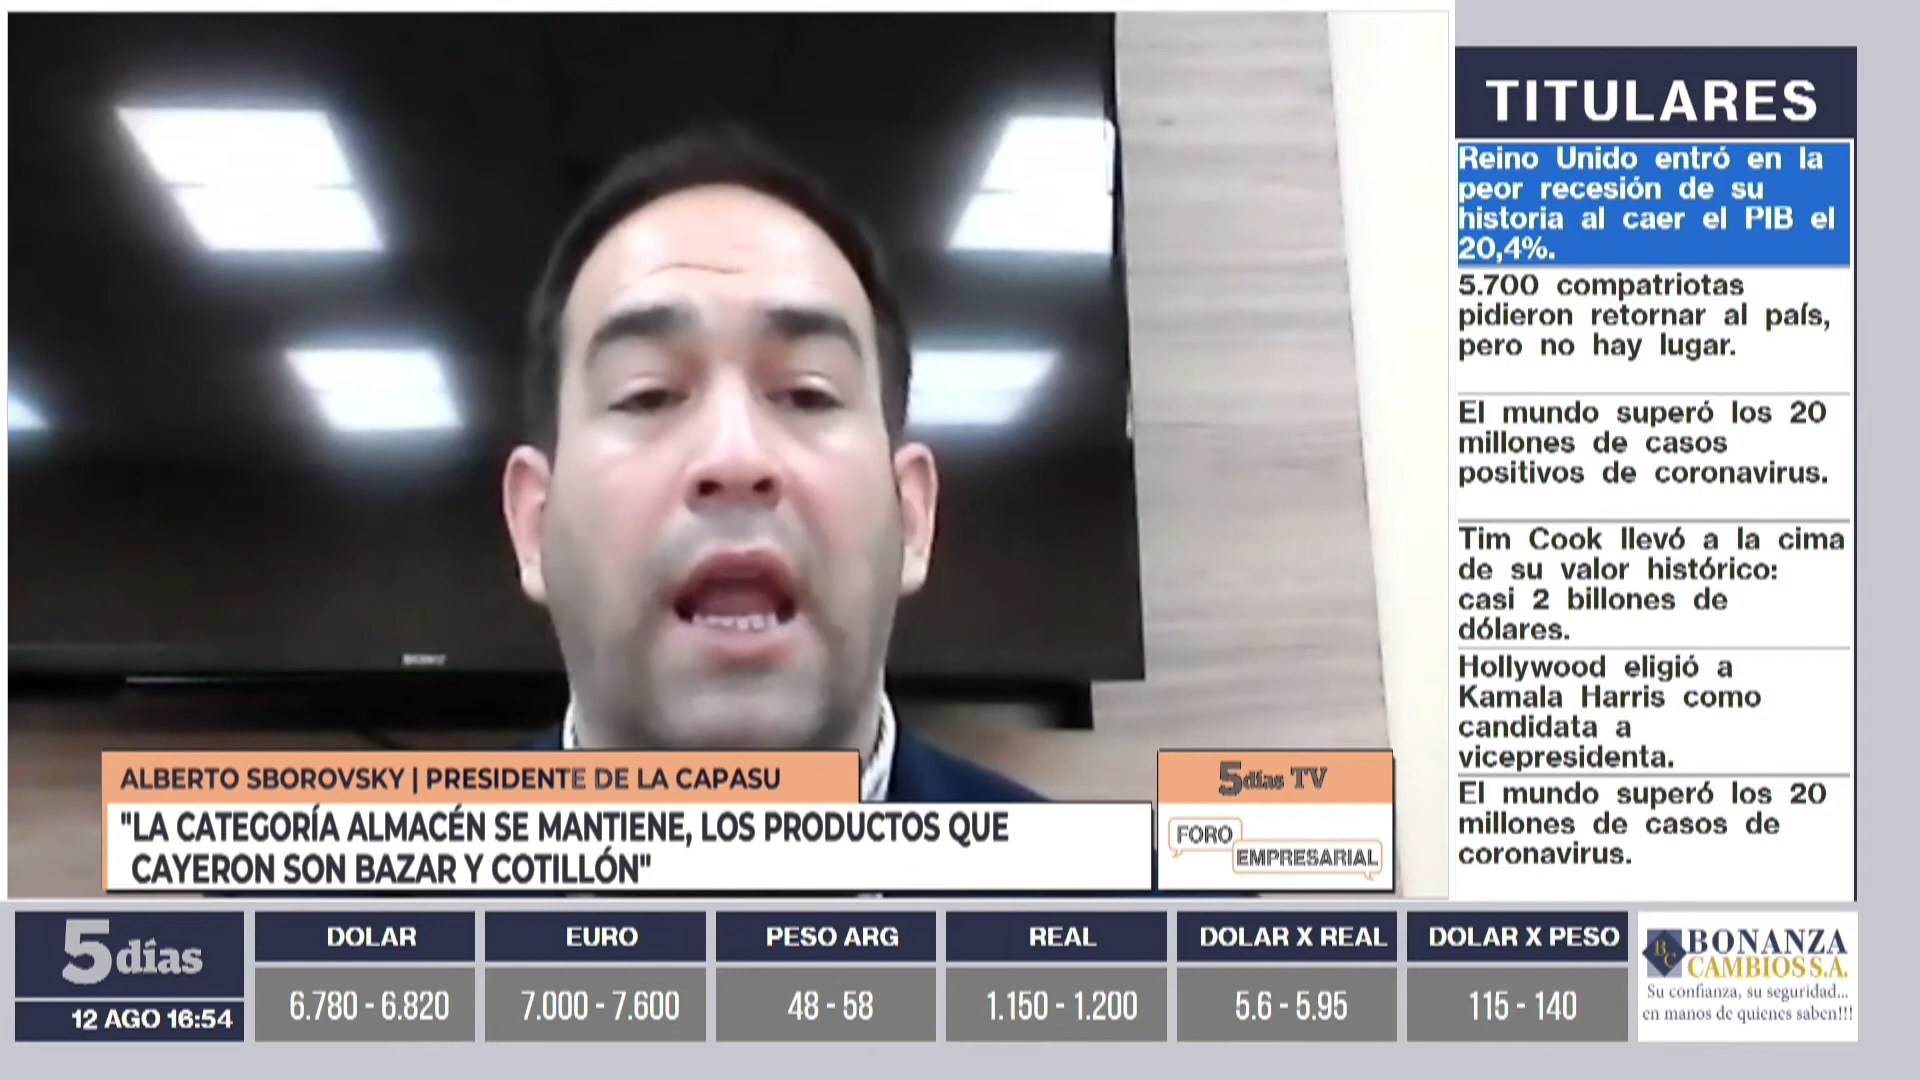 TITULARES
Reino Unido entró en la
peor recesión de su
historia al caer el PIB el
20,4%.
5.700 compatriotas
pidieron retornar al país,
pero no hay lugar.
El mundo superó los 20
millones de casos
positivos de coronavirus.
Tim Cook llevó a la cima
de su valor histórico:
casi 2 billones de
dólares.
Hollywood eligió a
Kamala Harris como
candidata a
vicepresidenta.
El mundo superó los 20
millones de casos de
coronavirus.
SONY
ALBERTO SBOROVSKY | PRESIDENTE DE LA CAPASU
"LA CATEGORÍA ALMACÉN SE MANTIENE, LOS PRODUCTOS QUE
CAYERON SON BAZAR Y COTILLÓN"
5días TV
FORO
EMPRESARIAL
5días
12 AGO 16:54
DOLAR
6.780 - 6.820
EURO
7.000 - 7.600
PESO ARG
48 - 58
REAL
1.150 - 1.200
DOLAR X REAL
5.6 - 5.95
DOLAR X PESO
115 - 140
BC
BONANZA
CAMBIOS S.A.
Su confianza, su seguridad...
en manos de quienes saben!!!